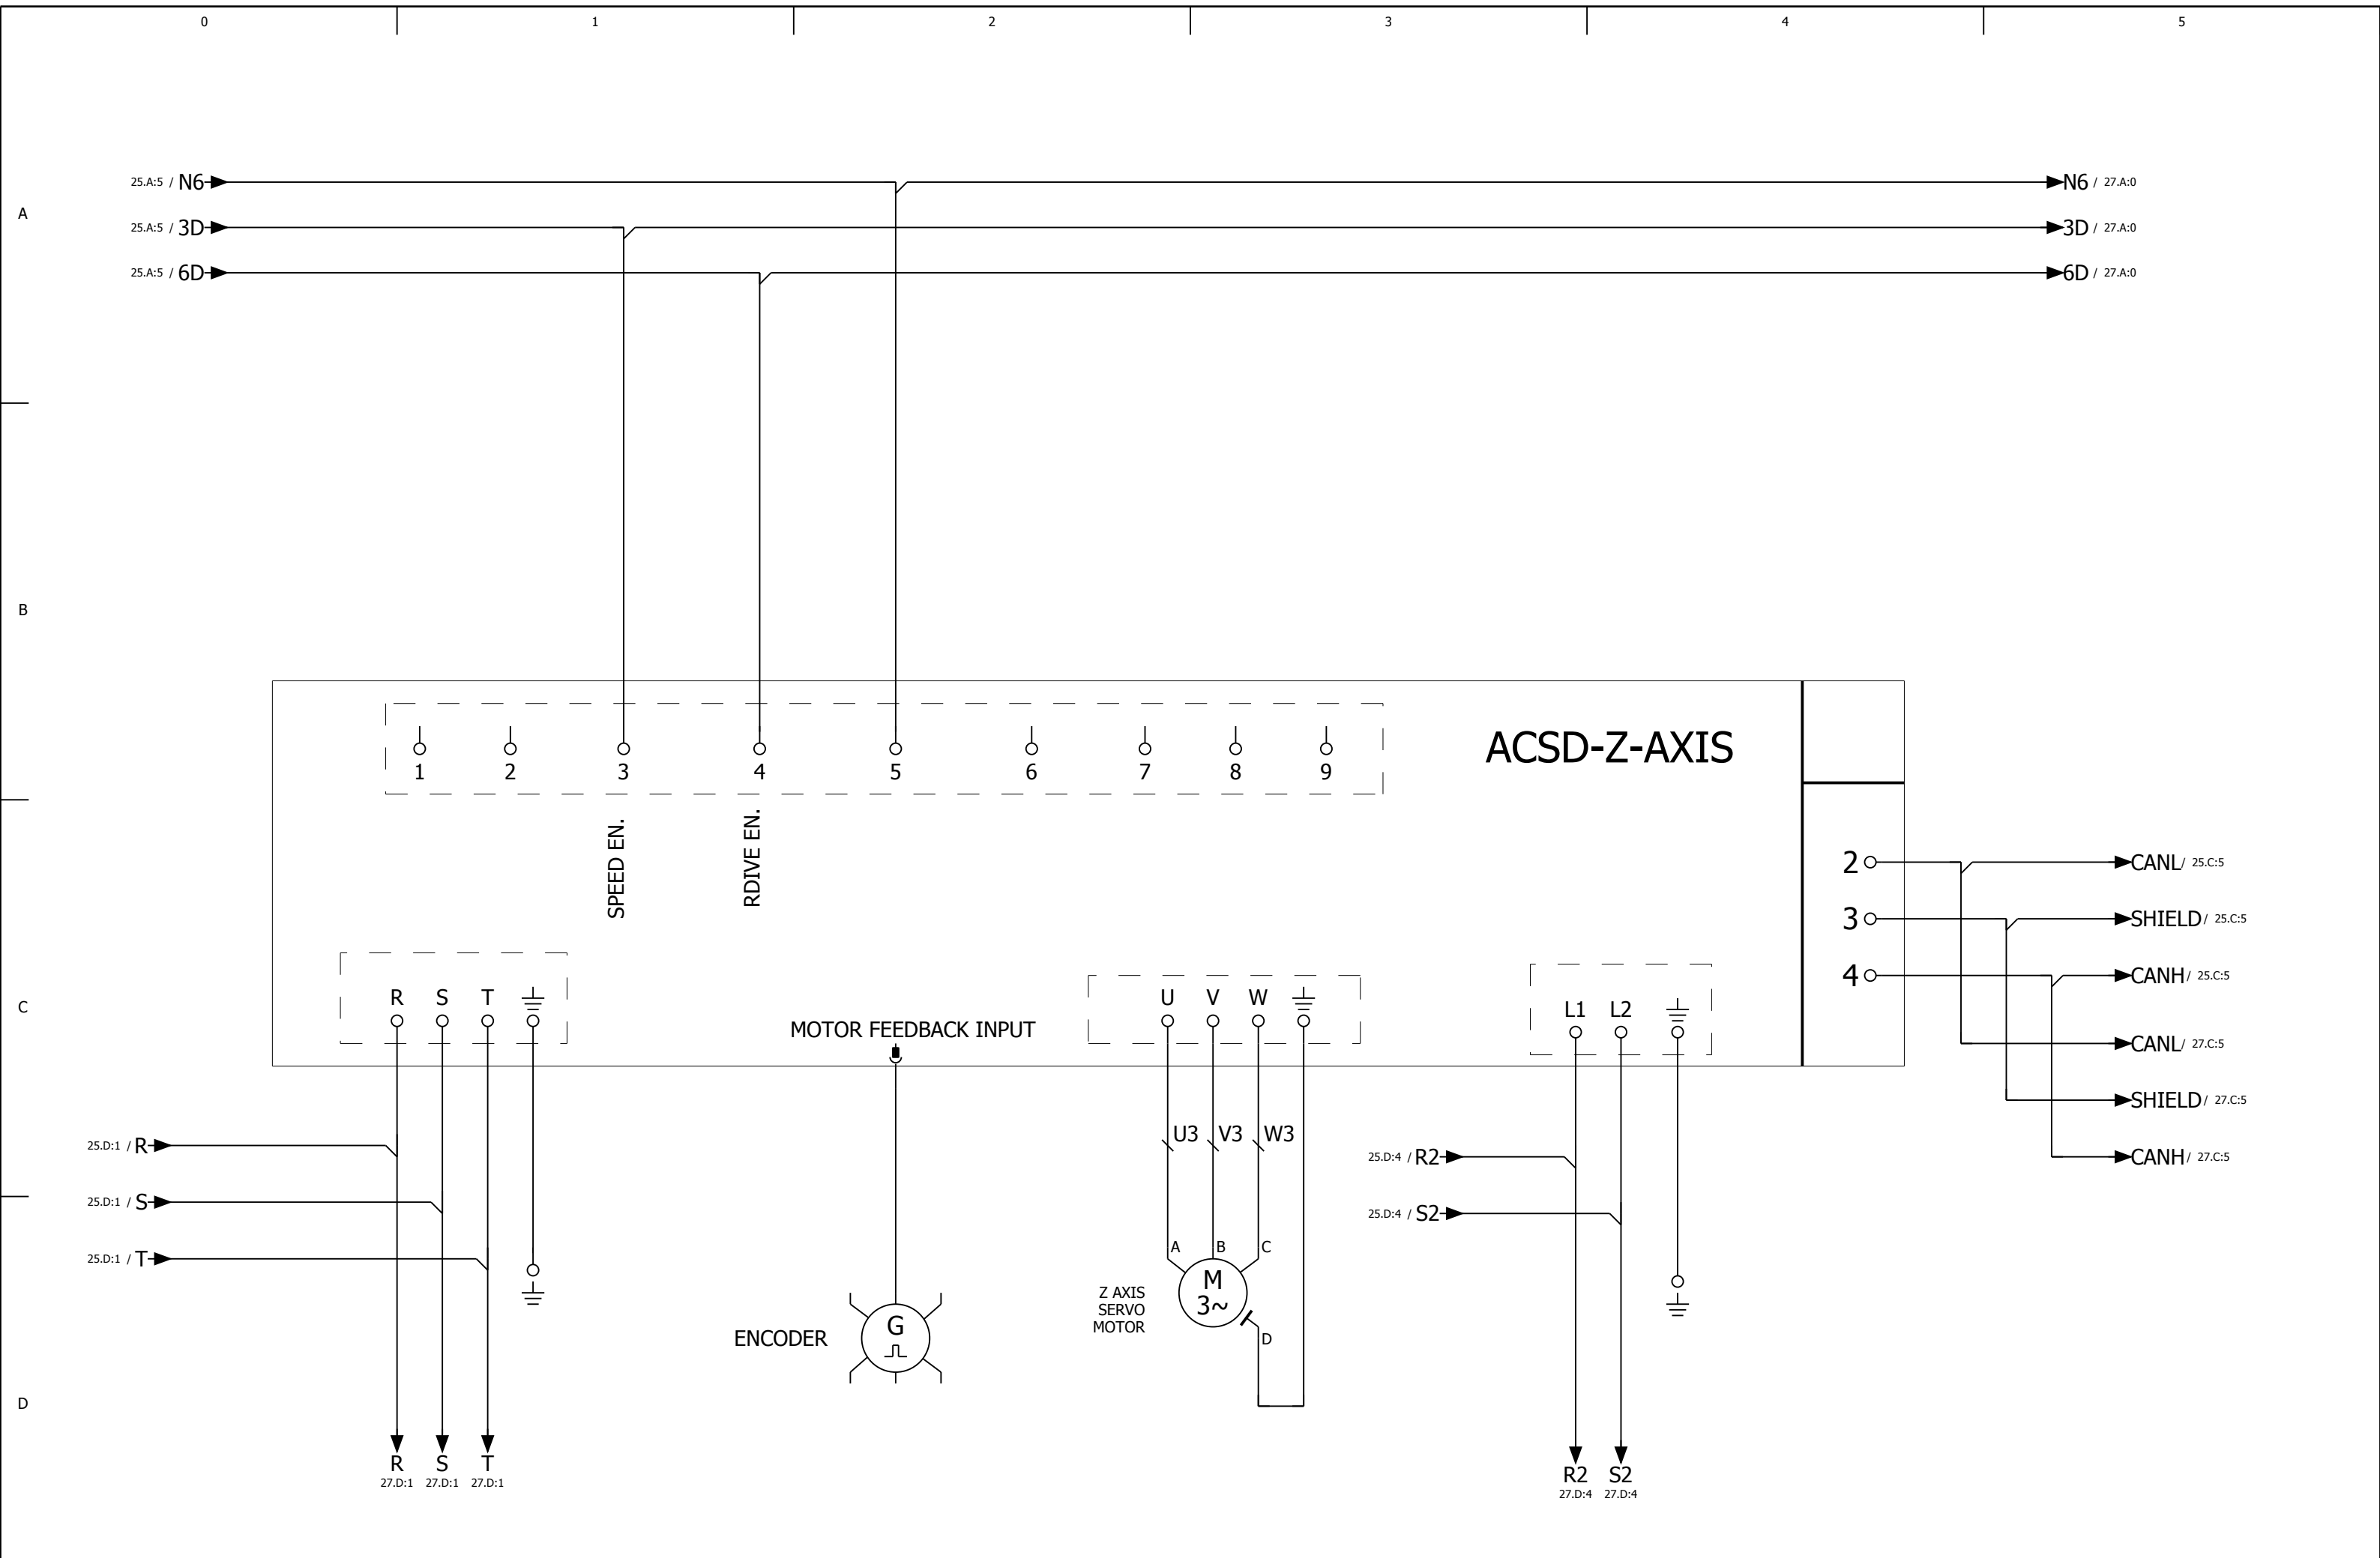 0 1 2 3 4 5
25.A:5 / N6 N6 / 27.A:0
A
25.A:5 / 3D 3D / 27.A:0
25.A:5 / 6D 6D / 27.A:0
B
ACSD-Z-AXIS
1 2 3 4 5 6 7 8 9
SPEED EN.
RDIVE EN.
2 CANL / 25.C:5
3 SHIELD / 25.C:5
4 CANH / 25.C:5
C
R S T
U V W
L1 L2
MOTOR FEEDBACK INPUT
CANL / 27.C:5
SHIELD / 27.C:5
CANH / 27.C:5
U3 V3 W3
25.D:1 / R
25.D:1 / S
25.D:1 / T
25.D:4 / R2
25.D:4 / S2
A B C
M
3~
D
Z AXIS
SERVO
MOTOR
ENCODER
G
D
R S T
27.D:1 27.D:1 27.D:1
R2 S2
27.D:4 27.D:4